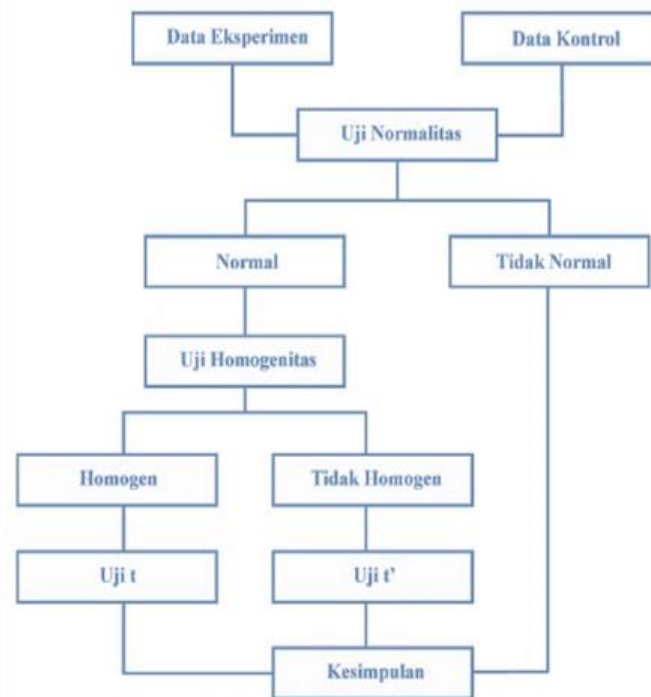 Data Eksperimen
Data Kontrol
Uji Normalitas
Normal
Tidak Normal
Uji Homogenitas
Homogen
Tidak Homogen
Uji t
Uji t’
Kesimpulan